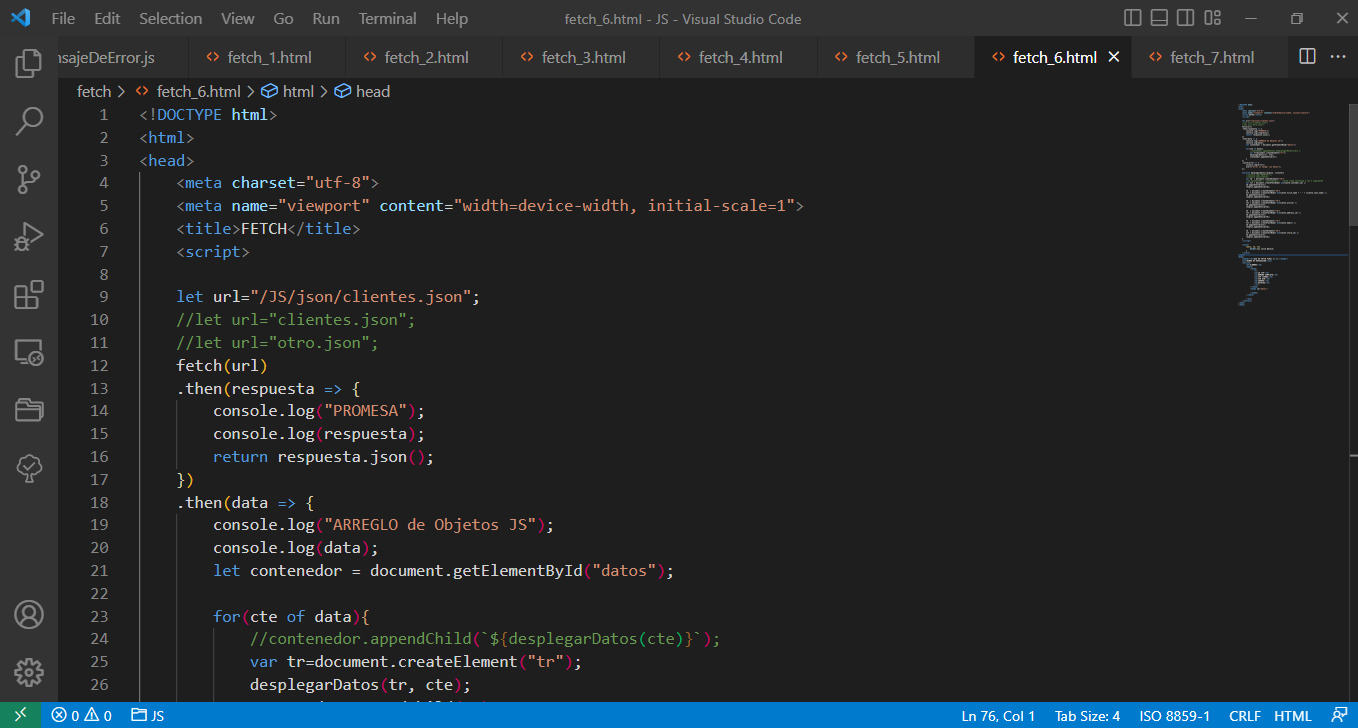 File Edit Selection View Go Run Terminal Help fetch_6.html - JS - Visual Studio Code
nsajeDeError.js fetch_1.html fetch_2.html fetch_3.html fetch_4.html fetch_5.html fetch_6.html fetch_7.html
fetch > fetch_6.html > html > head
1 <!DOCTYPE html>
2 <html>
3 <head>
4 <meta charset="utf-8">
5 <meta name="viewport" content="width=device-width, initial-scale=1">
6 <title>FETCH</title>
7 <script>
8
9 let url="/JS/json/clientes.json";
10 //let url="clientes.json";
11 //let url="otro.json";
12 fetch(url)
13 .then(respuesta => {
14 console.log("PROMESA");
15 console.log(respuesta);
16 return respuesta.json();
17 })
18 .then(data => {
19 console.log("ARREGLO de Objetos JS");
20 console.log(data);
21 let contenedor = document.getElementById("datos");
22
23 for(cte of data){
24 //contenedor.appendChild(`${desplegarDatos(cte)}`);
25 var tr=document.createElement("tr");
26 desplegarDatos(tr, cte);
0 0 JS Ln 76, Col 1 Tab Size: 4 ISO 8859-1 CRLF HTML